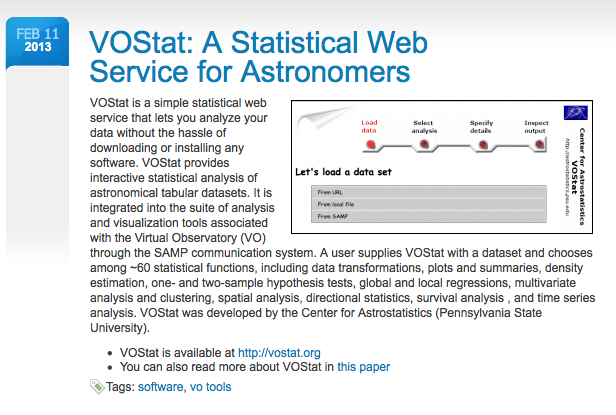 FEB 11
2013
VOStat: A Statistical Web
Service for Astronomers
VOStat is a simple statistical web
service that lets you analyze your
data without the hassle of
downloading or installing any
software. VOStat provides
interactive statistical analysis of
astronomical tabular datasets. It is
integrated into the suite of analysis
and visualization tools associated
with the Virtual Observatory (VO)
through the SAMP communication system. A user supplies VOStat with a dataset and chooses
among ~60 statistical functions, including data transformations, plots and summaries, density
estimation, one- and two-sample hypothesis tests, global and local regressions, multivariate
analysis and clustering, spatial analysis, directional statistics, survival analysis , and time series
analysis. VOStat was developed by the Center for Astrostatistics (Pennsylvania State
University).
Load data
Select analysis
Specify details
Inspect output
Let's load a data set
From URL
From local file
From SAMP
Center for Astrostatistics
VOStat
http://astrostatistics.psu.edu
• VOStat is available at http://vostat.org
• You can also read more about VOStat in this paper
Tags: software, vo tools